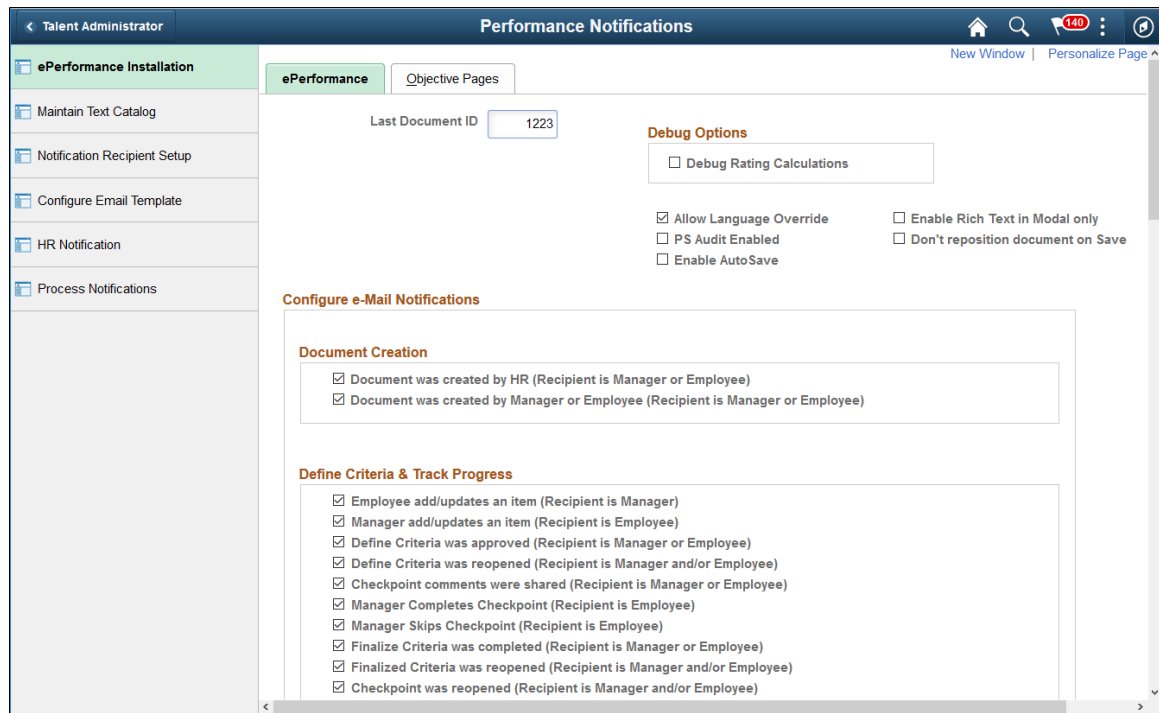 Talent Administrator
Performance Notifications
140
New Window | Personalize Page
ePerformance Installation
Maintain Text Catalog
Notification Recipient Setup
Configure Email Template
HR Notification
Process Notifications
ePerformance
Objective Pages
Last Document ID 1223
Debug Options
Debug Rating Calculations
Allow Language Override
Enable Rich Text in Modal only
PS Audit Enabled
Don't reposition document on Save
Enable AutoSave
Configure e-Mail Notifications
Document Creation
Document was created by HR (Recipient is Manager or Employee)
Document was created by Manager or Employee (Recipient is Manager or Employee)
Define Criteria & Track Progress
Employee add/updates an item (Recipient is Manager)
Manager add/updates an item (Recipient is Employee)
Define Criteria was approved (Recipient is Manager or Employee)
Define Criteria was reopened (Recipient is Manager and/or Employee)
Checkpoint comments were shared (Recipient is Manager or Employee)
Manager Completes Checkpoint (Recipient is Employee)
Manager Skips Checkpoint (Recipient is Employee)
Finalize Criteria was completed (Recipient is Manager or Employee)
Finalized Criteria was reopened (Recipient is Manager and/or Employee)
Checkpoint was reopened (Recipient is Manager and/or Employee)